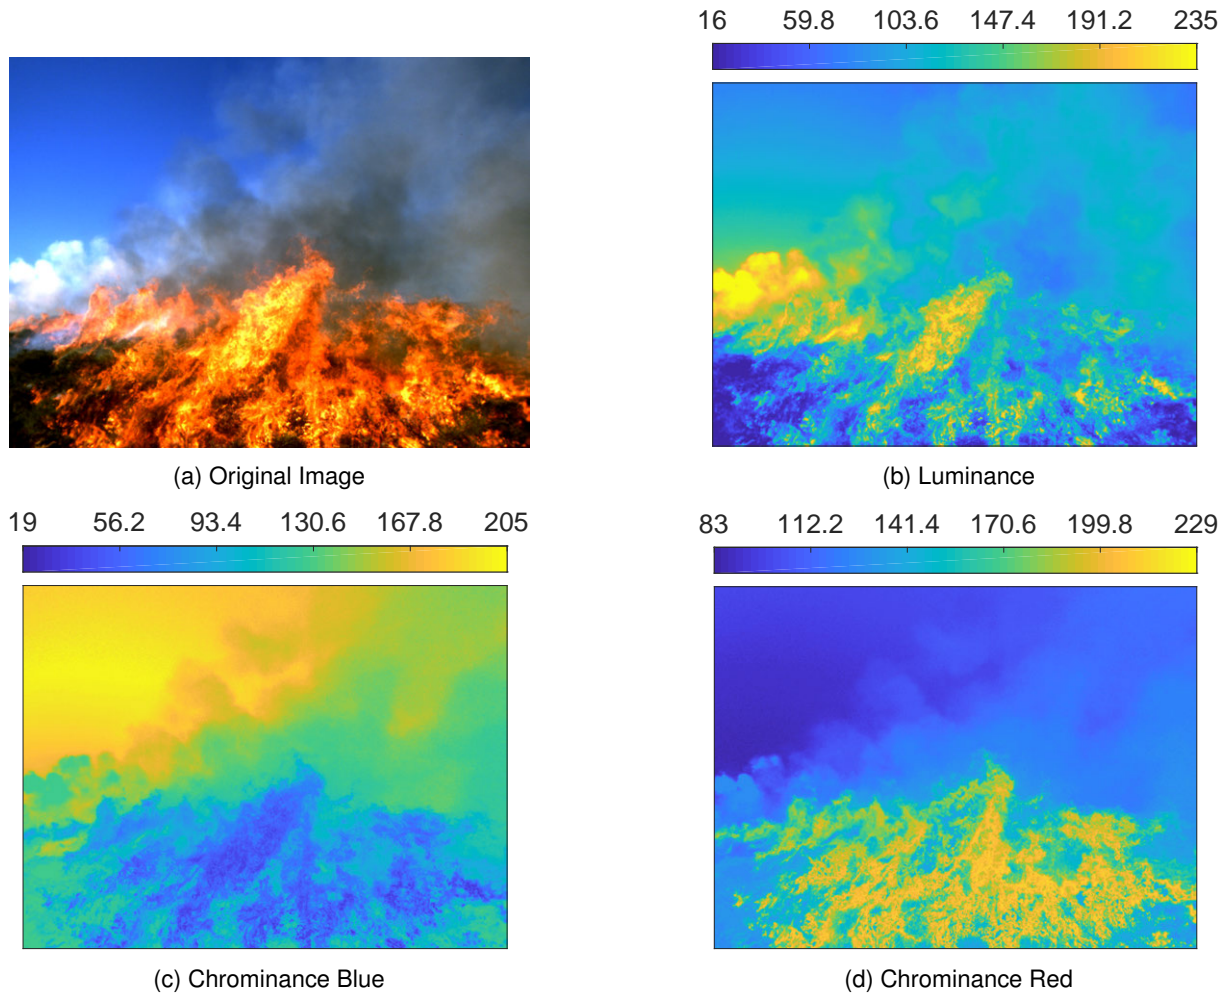 16 59.8 103.6 147.4 191.2 235
(a) Original Image
(b) Luminance
19 56.2 93.4 130.6 167.8 205
83 112.2 141.4 170.6 199.8 229
(c) Chrominance Blue
(d) Chrominance Red